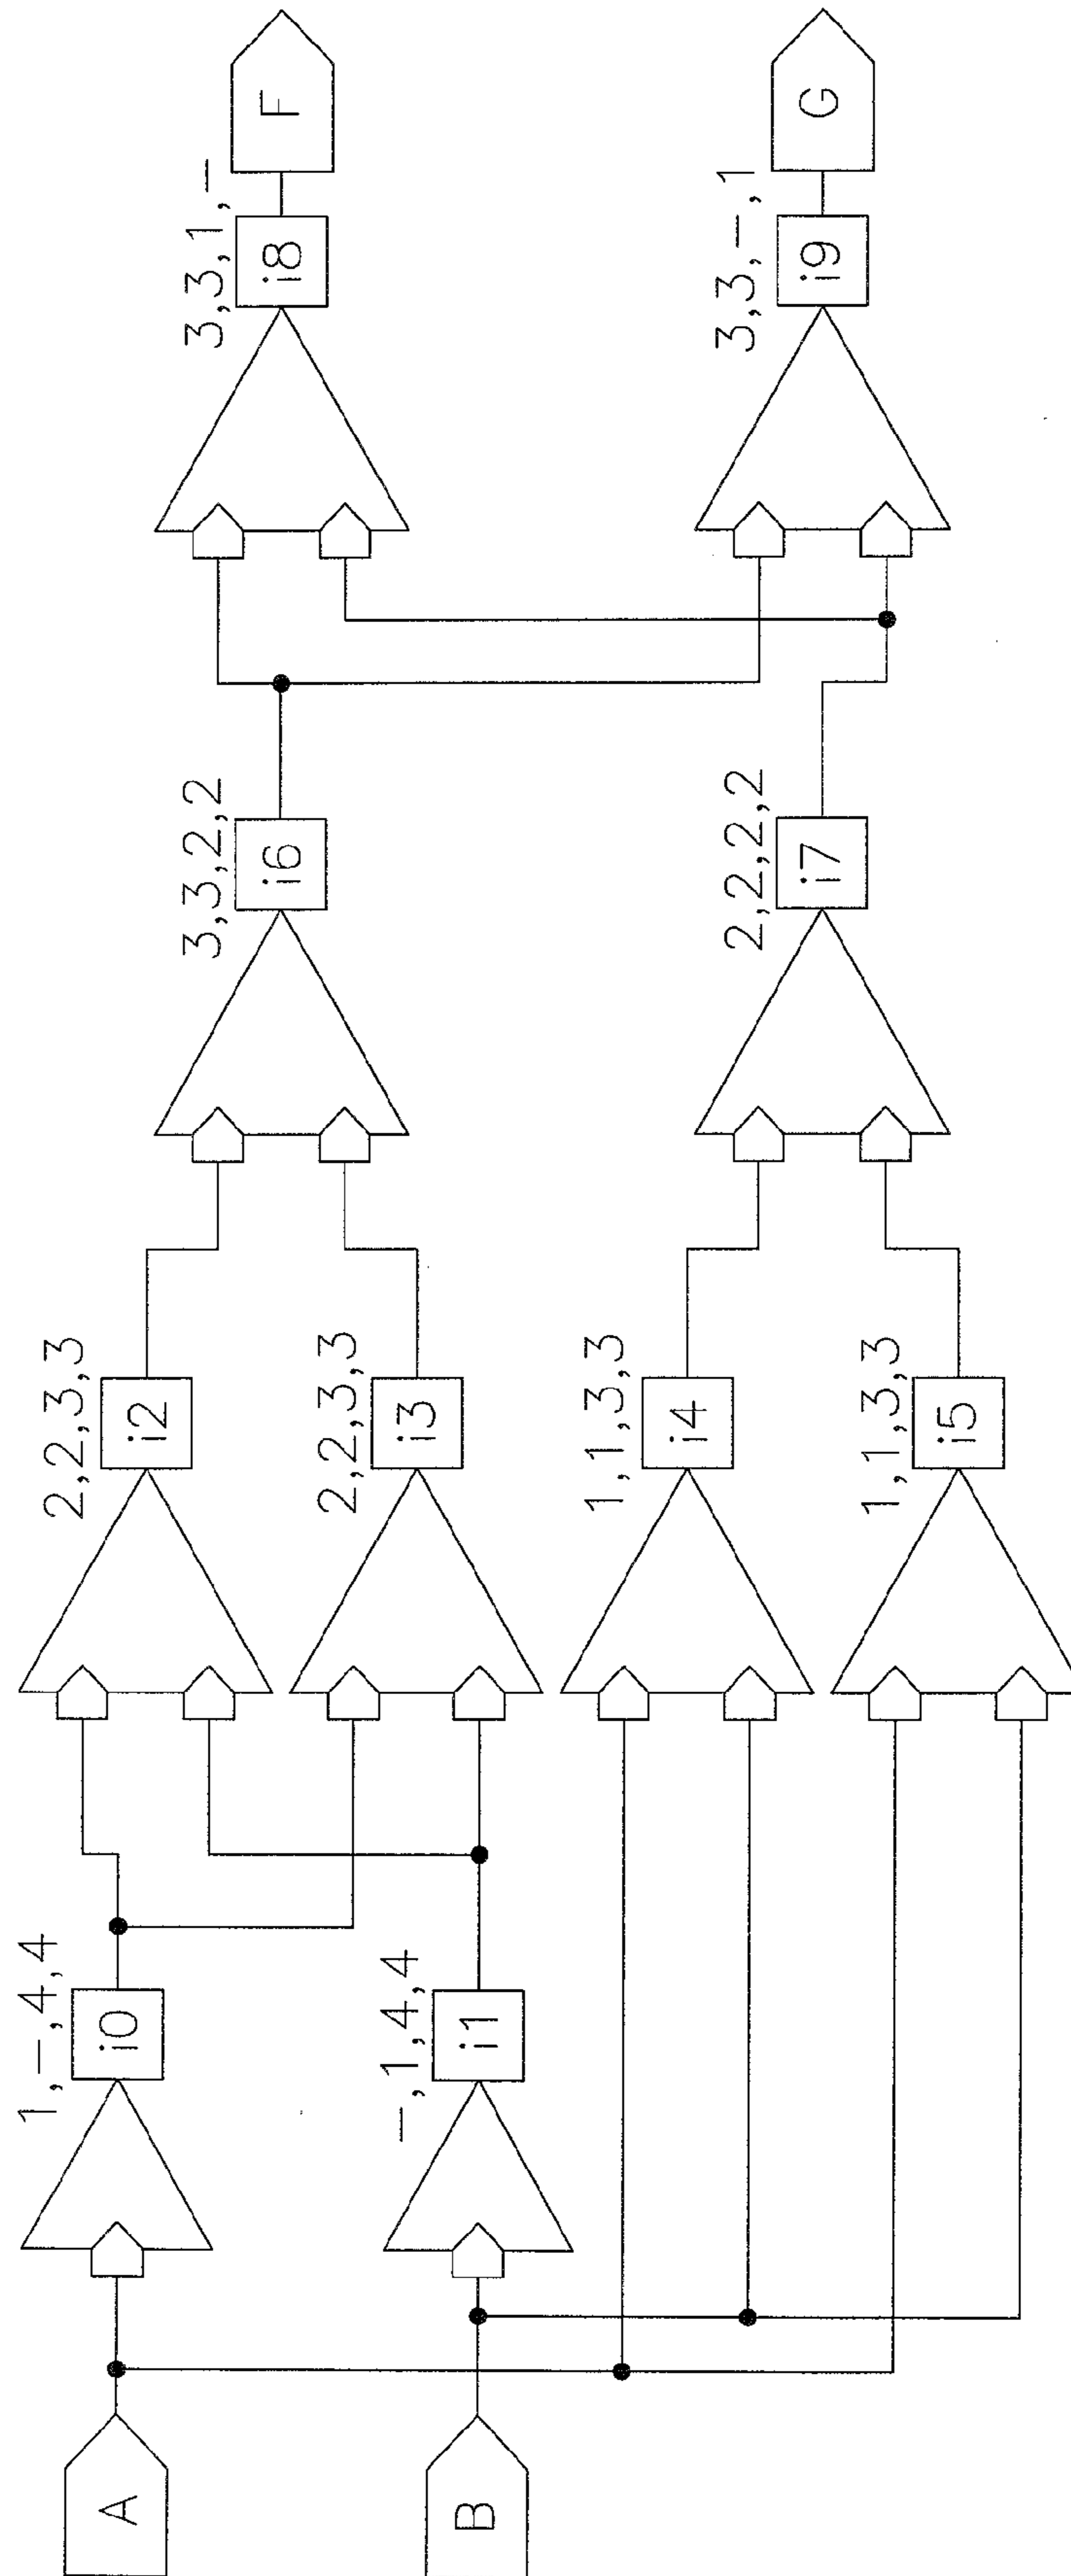 A
B
1,–,4,4
i0
–,1,4,4
i1
2,2,3,3
i2
2,2,3,3
i3
1,1,3,3
i4
1,1,3,3
i5
3,3,2,2
i6
2,2,2,2
i7
3,3,1,–
i8
3,3,–,1
i9
F
G